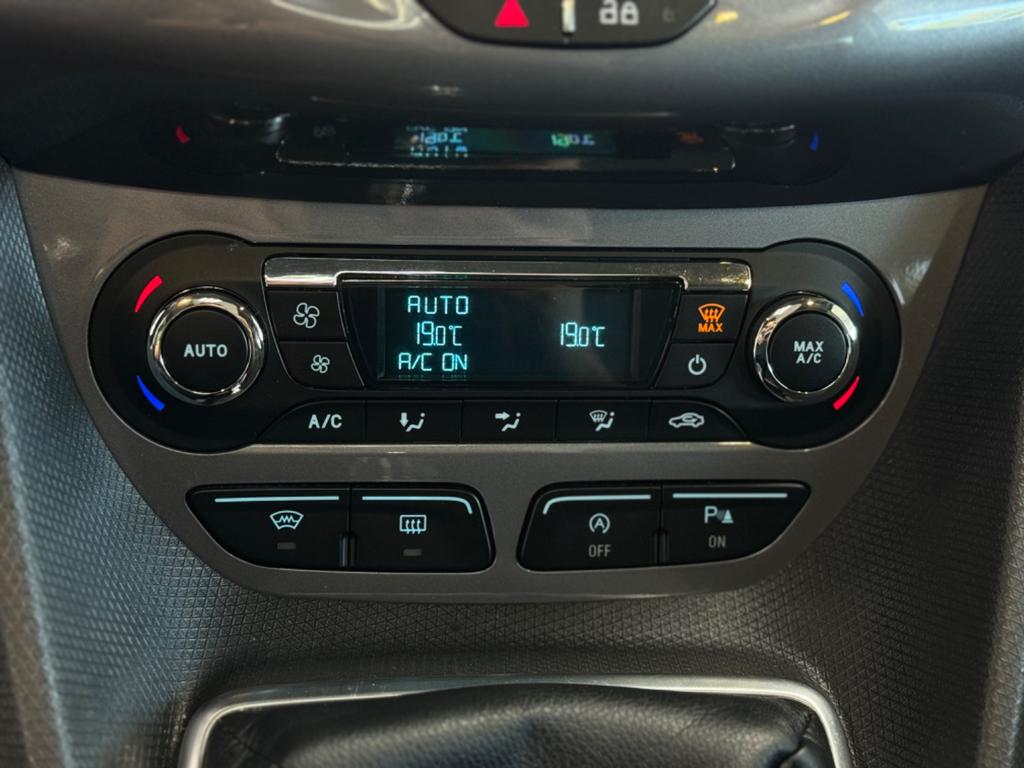 AUTO
19.0°C 19.0°C
A/C ON
AUTO
MAX
MAX
A/C
A/C
A
OFF
P
ON